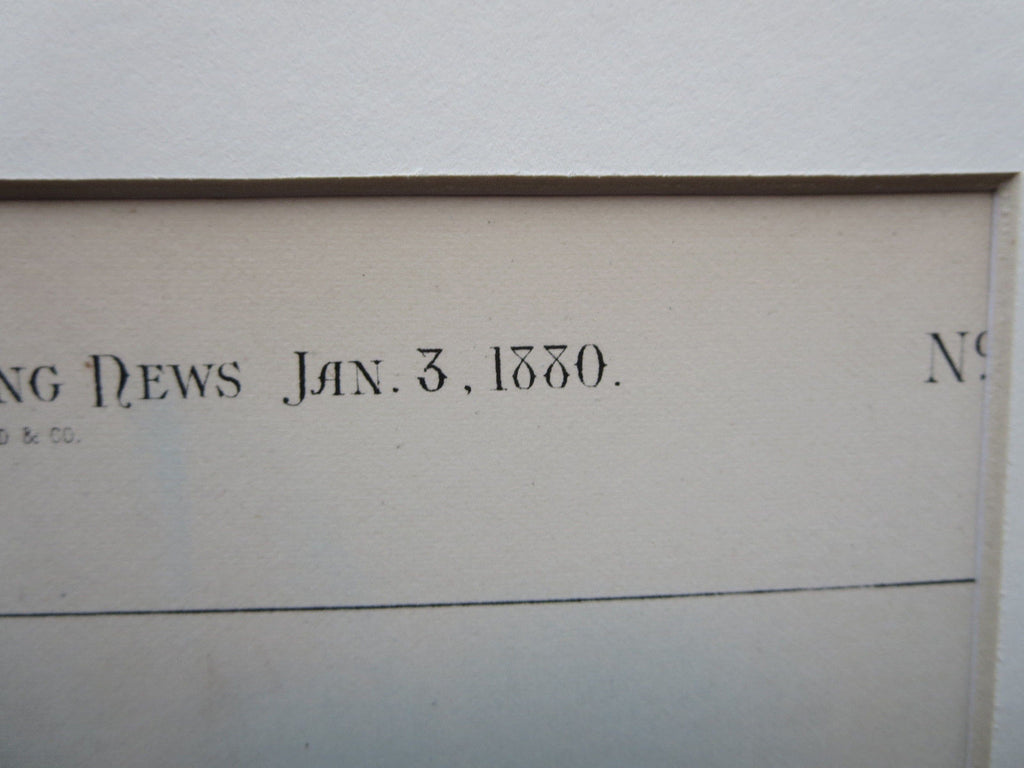 NG NEWS JAN. 3, 1880. No
D & CO.